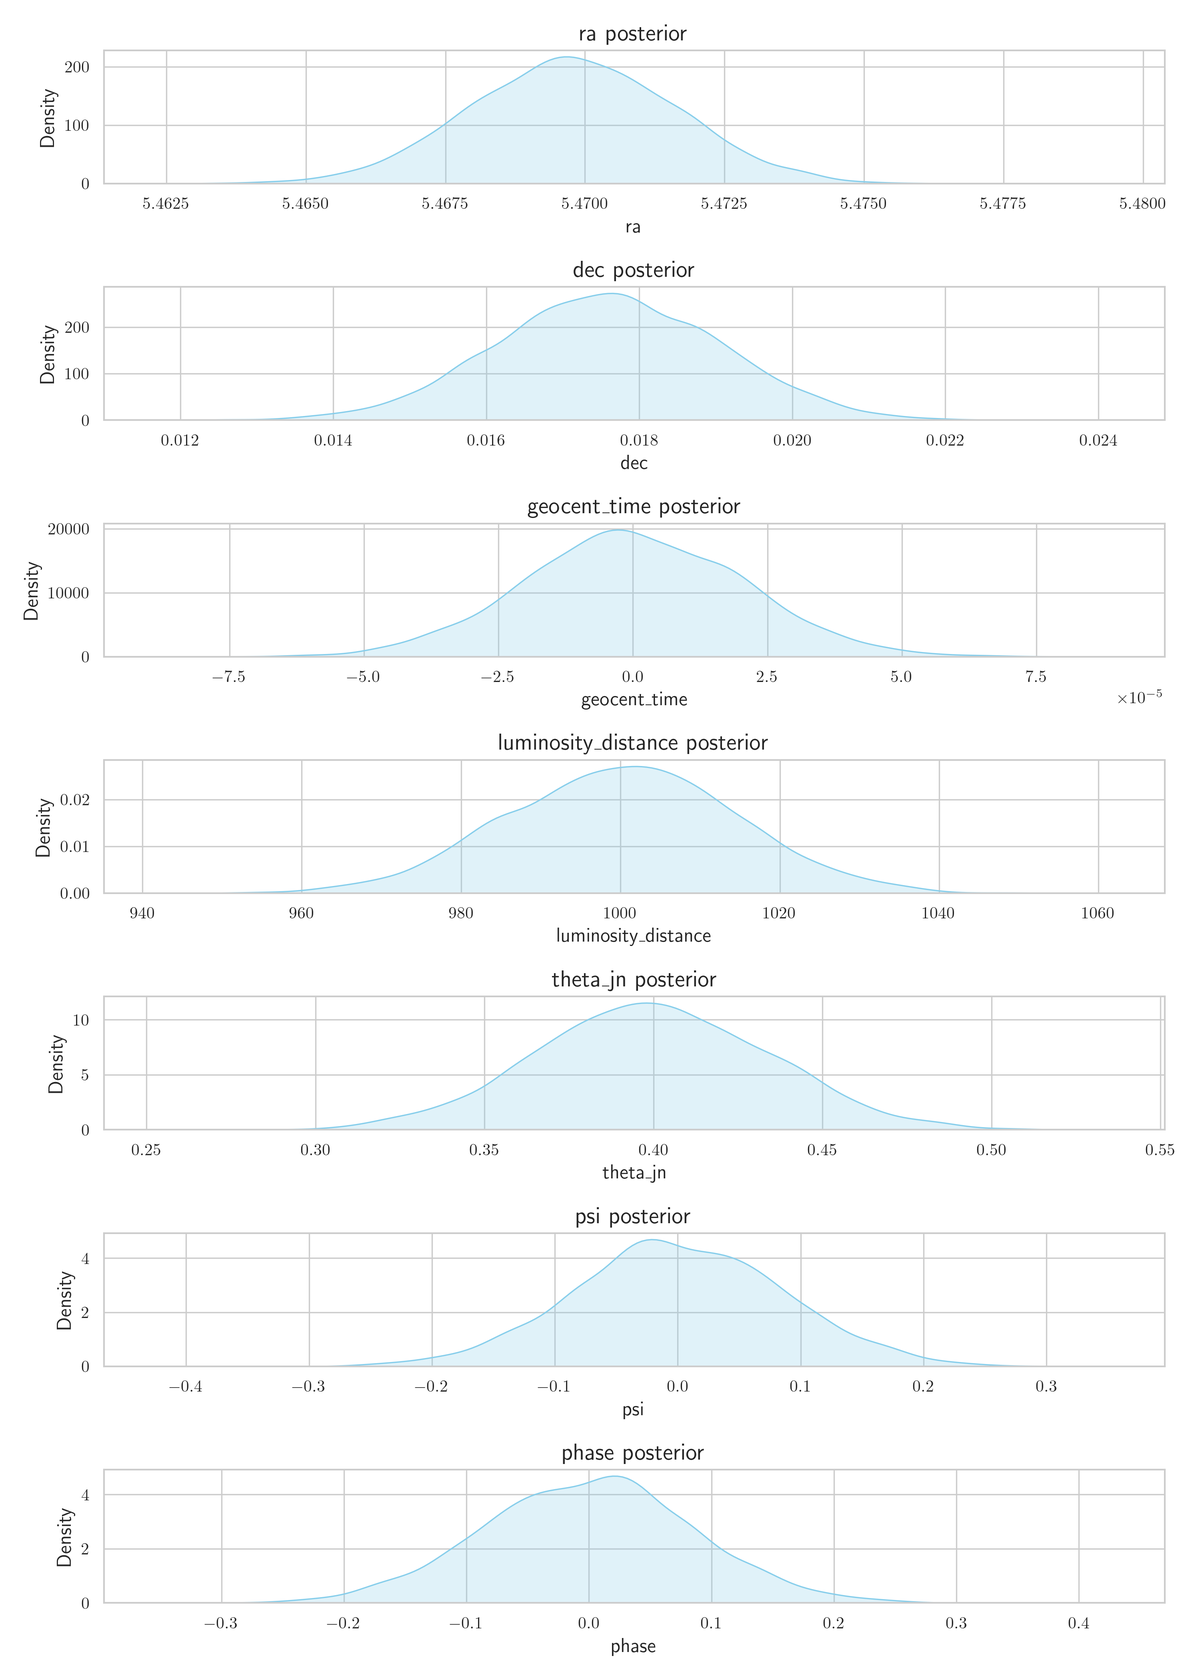 ra posterior
Density
200
100
0
5.4625 5.4650 5.4675 5.4700 5.4725 5.4750 5.4775 5.4800
ra
dec posterior
Density
200
100
0
0.012 0.014 0.016 0.018 0.020 0.022 0.024
dec
geocent_time posterior
Density
20000
10000
0
−7.5 −5.0 −2.5 0.0 2.5 5.0 7.5
×10−5
geocent_time
luminosity_distance posterior
Density
0.02
0.01
0.00
940 960 980 1000 1020 1040 1060
luminosity_distance
theta_jn posterior
Density
10
5
0
0.25 0.30 0.35 0.40 0.45 0.50 0.55
theta_jn
psi posterior
Density
4
2
0
−0.4 −0.3 −0.2 −0.1 0.0 0.1 0.2 0.3
psi
phase posterior
Density
4
2
0
−0.3 −0.2 −0.1 0.0 0.1 0.2 0.3 0.4
phase